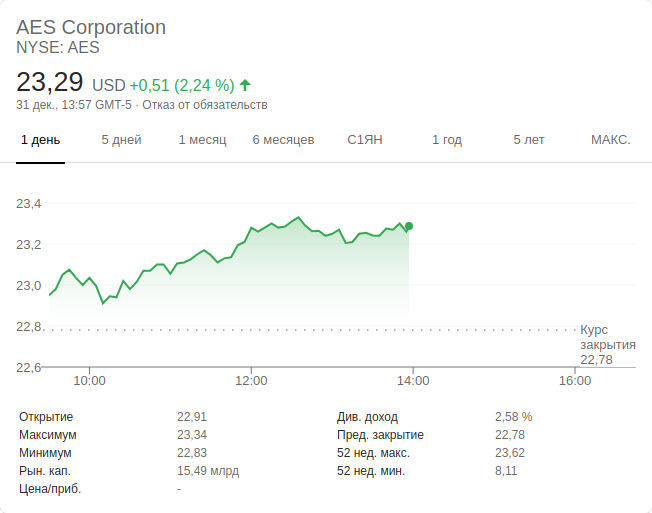 AES Corporation
NYSE: AES
23,29 USD +0,51 (2,24 %)
31 дек., 13:57 GMT-5 · Отказ от обязательств
1 день 5 дней 1 месяц 6 месяцев С1ЯН 1 год 5 лет МАКС.
23,4
23,2
23,0
22,8
Курс
закрытия
22,78
22,6
10:00 12:00 14:00 16:00
Открытие 22,91 Див. доход 2,58 %
Максимум 23,34 Пред. закрытие 22,78
Минимум 22,83 52 нед. макс. 23,62
Рын. кап. 15,49 млрд 52 нед. мин. 8,11
Цена/приб. -